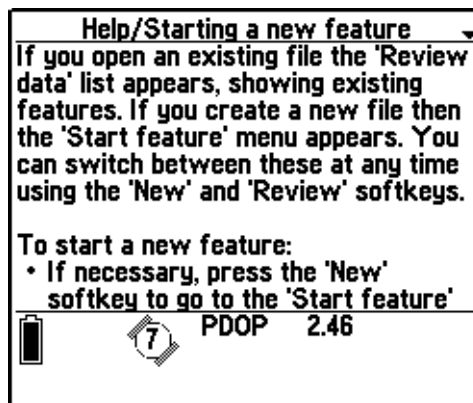 Help/Starting a new feature
If you open an existing file the 'Review
data' list appears, showing existing
features. If you create a new file then
the 'Start feature' menu appears. You
can switch between these at any time
using the 'New' and 'Review' softkeys.
To start a new feature:
• If necessary, press the 'New'
softkey to go to the 'Start feature'
7 PDOP 2.46